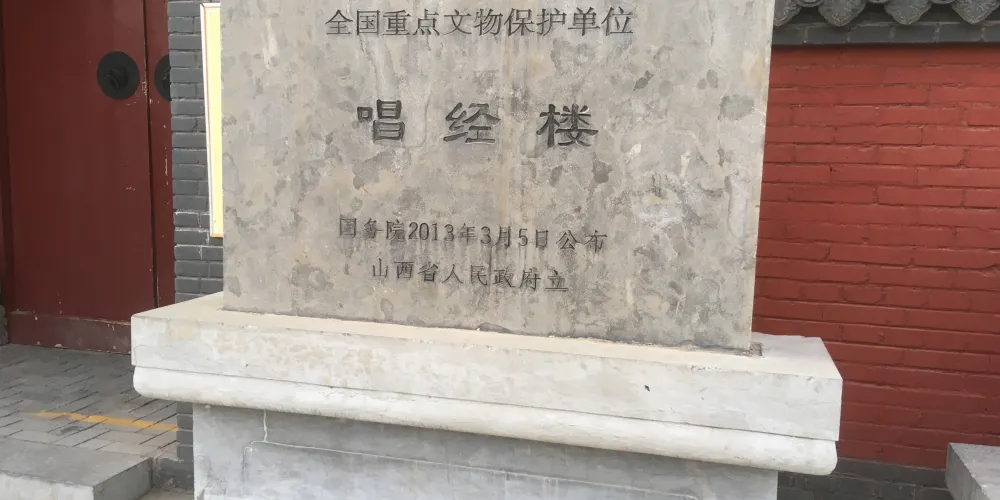 全国重点文物保护单位
唱经楼
国务院2013年3月5日公布
山西省人民政府立